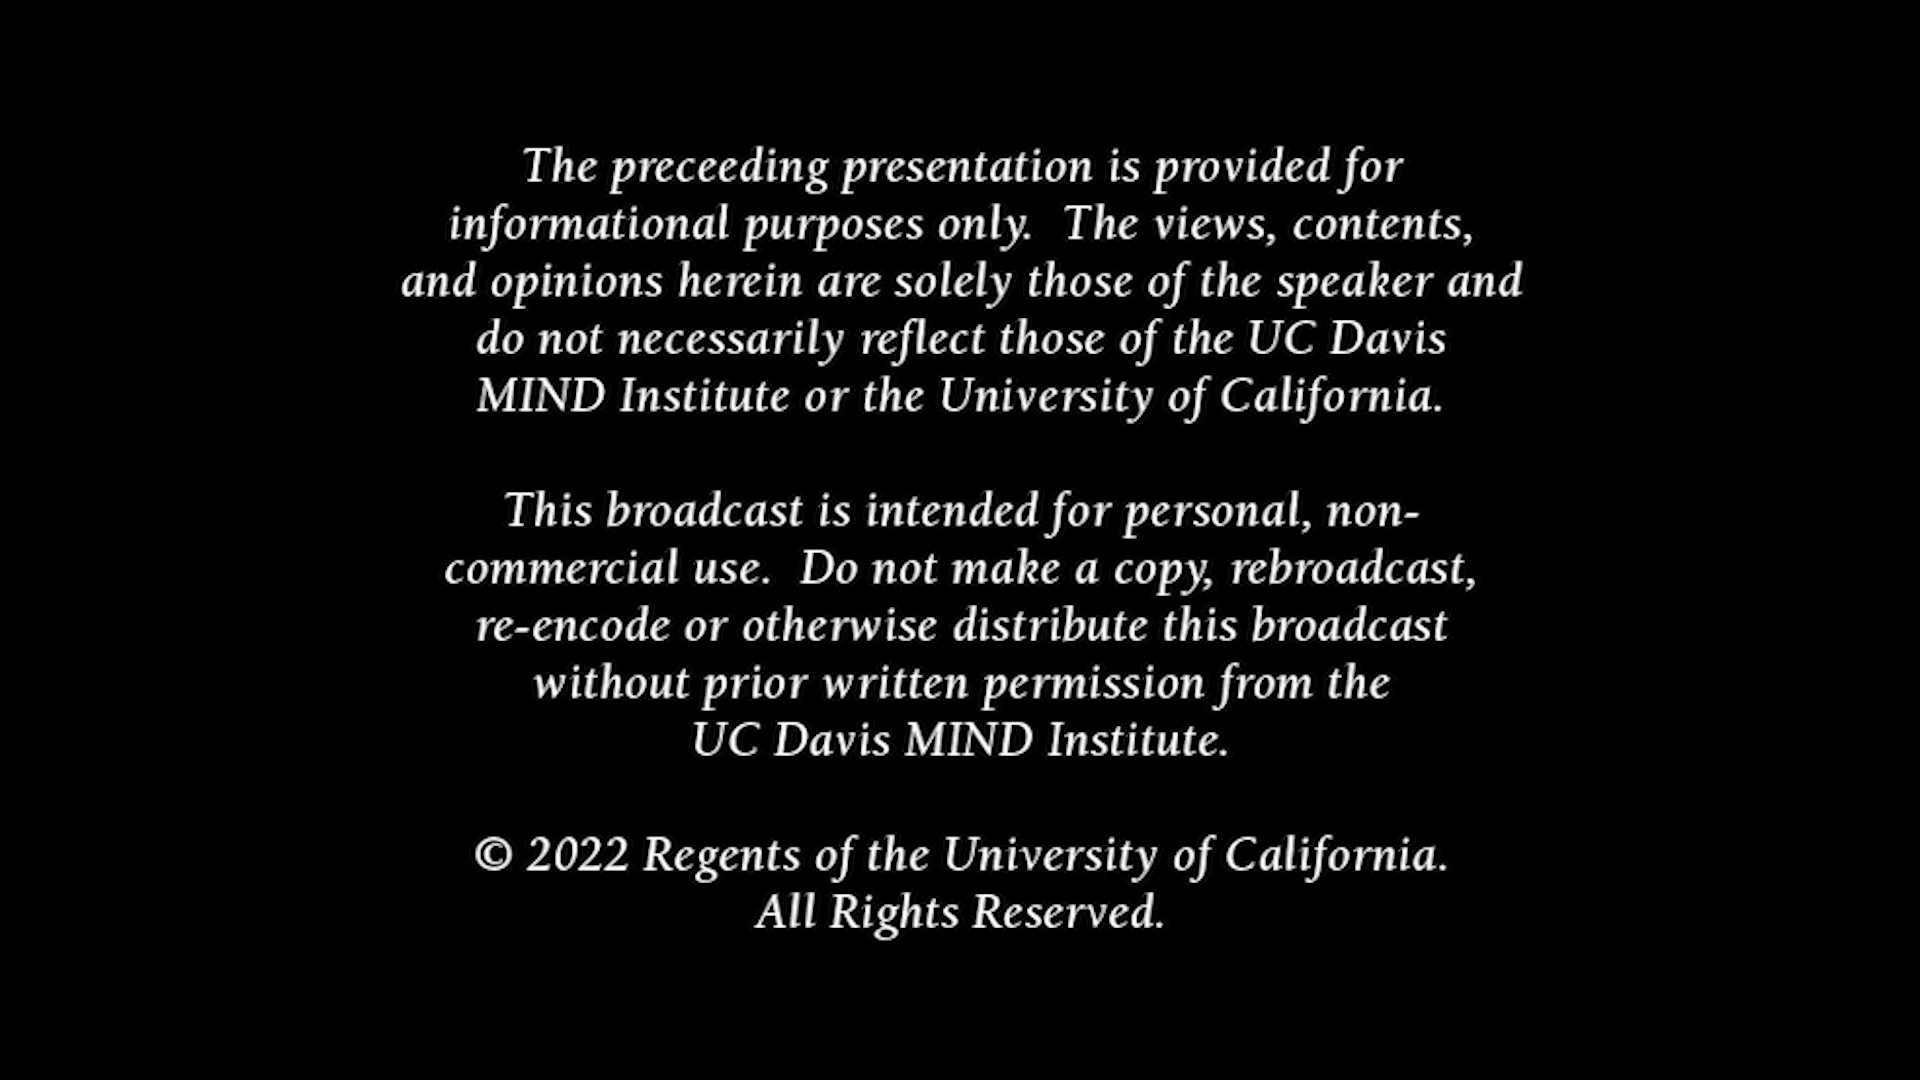 The preceeding presentation is provided for
informational purposes only.  The views, contents,
and opinions herein are solely those of the speaker and
do not necessarily reflect those of the UC Davis
MIND Institute or the University of California.
This broadcast is intended for personal, non-
commercial use.  Do not make a copy, rebroadcast,
re-encode or otherwise distribute this broadcast
without prior written permission from the
UC Davis MIND Institute.
© 2022 Regents of the University of California.
All Rights Reserved.